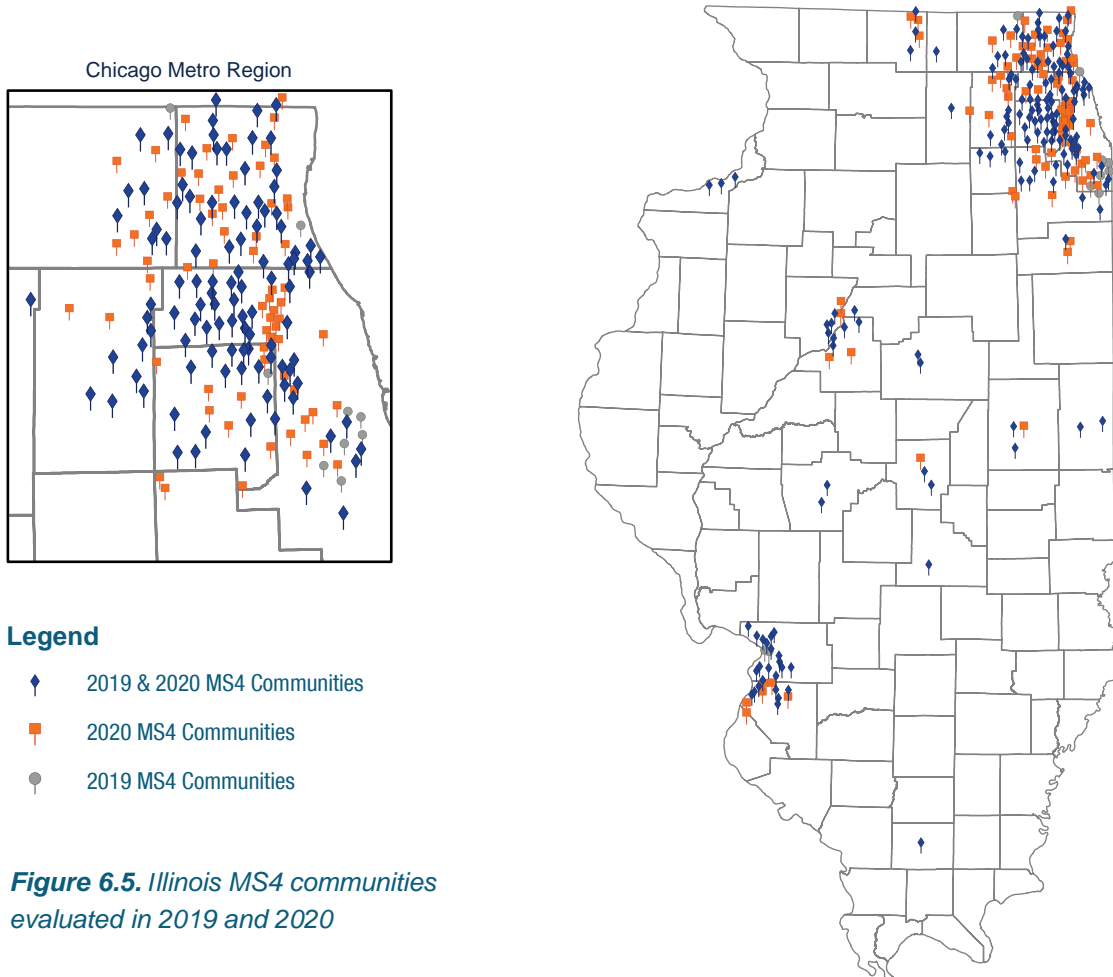 Chicago Metro Region
Legend
2019 & 2020 MS4 Communities
2020 MS4 Communities
2019 MS4 Communities
Figure 6.5. Illinois MS4 communities
evaluated in 2019 and 2020